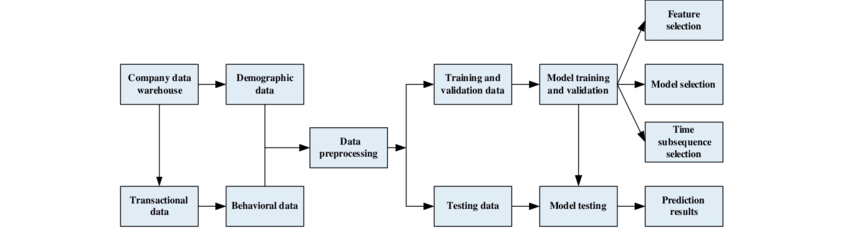 Company data
warehouse
Demographic
data
Transactional
data
Behavioral data
Data
preprocessing
Training and
validation data
Testing data
Model training
and validation
Model testing
Feature
selection
Model selection
Time
subsequence
selection
Prediction
results